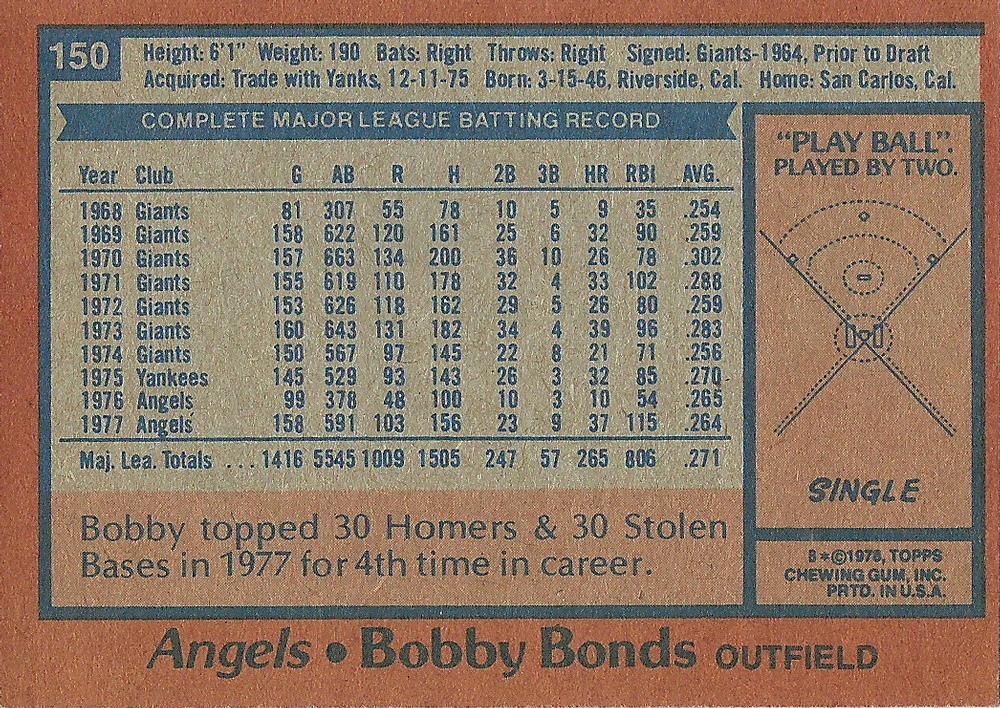 150
Height: 6'1" Weight: 190 Bats: Right Throws: Right Signed: Giants-1964, Prior to Draft
Acquired: Trade with Yanks, 12-11-75 Born: 3-15-46, Riverside, Cal. Home: San Carlos, Cal.
COMPLETE MAJOR LEAGUE BATTING RECORD
Year Club G AB R H 2B 3B HR RBI AVG.
1968 Giants 81 307 55 78 10 5 9 35 .254
1969 Giants 158 622 120 161 25 6 32 90 .259
1970 Giants 157 663 134 200 36 10 26 78 .302
1971 Giants 155 619 110 178 32 4 33 102 .288
1972 Giants 153 626 118 162 29 5 26 80 .259
1973 Giants 160 643 131 182 34 4 39 96 .283
1974 Giants 150 567 97 145 22 8 21 71 .256
1975 Yankees 145 529 93 143 26 3 32 85 .270
1976 Angels 99 378 48 100 10 3 10 54 .265
1977 Angels 158 591 103 156 23 9 37 115 .264
Maj. Lea. Totals ... 1416 5545 1009 1505 247 57 265 806 .271
Bobby topped 30 Homers & 30 Stolen
Bases in 1977 for 4th time in career.
"PLAY BALL".
PLAYED BY TWO.
SINGLE
B*©1978, TOPPS
CHEWING GUM, INC.
PRTD. IN U.S.A.
Angels • Bobby Bonds OUTFIELD